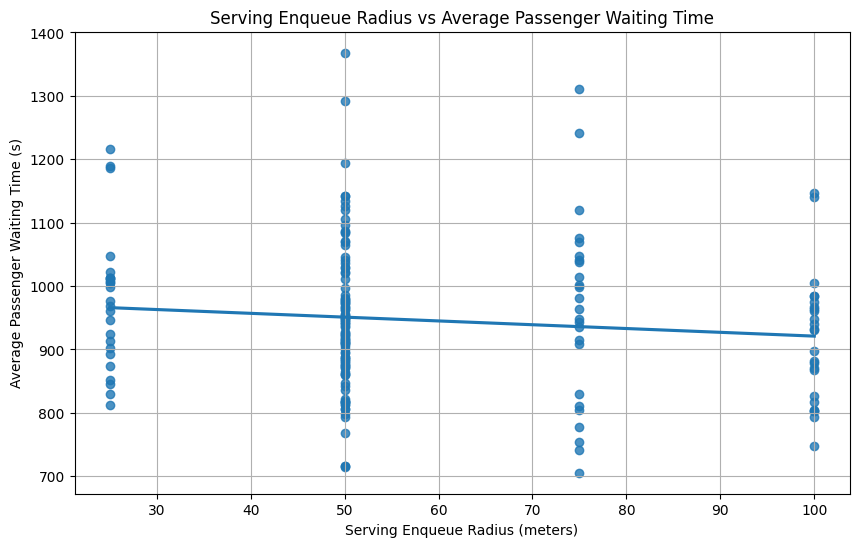 Serving Enqueue Radius vs Average Passenger Waiting Time
1400
1300
1200
1100
1000
900
800
700
Average Passenger Waiting Time (s)
30 40 50 60 70 80 90 100
Serving Enqueue Radius (meters)